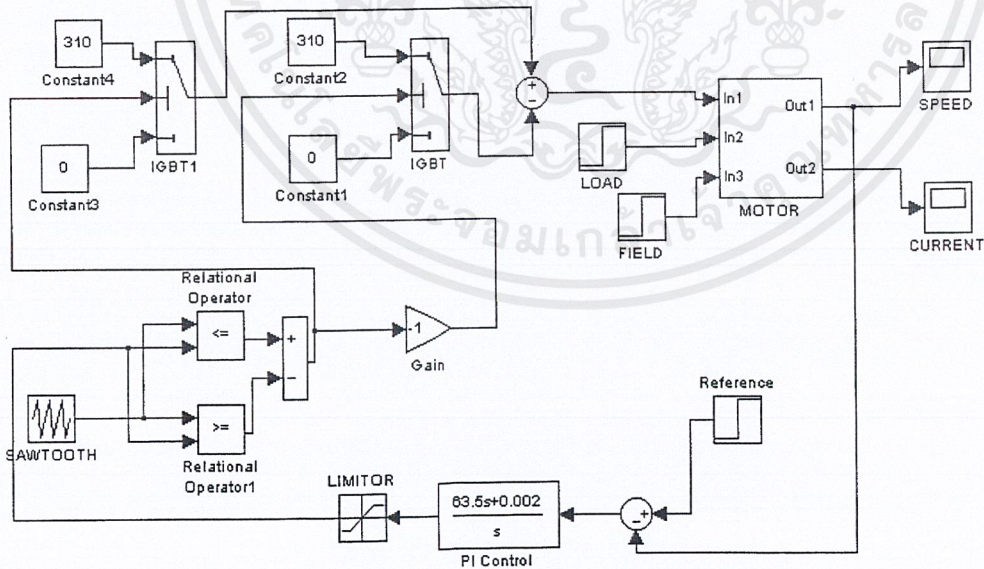 310
Constant4
IGBT1
0
Constant3
310
Constant2
0
Constant1
IGBT
+
-
LOAD
FIELD
In1
In2
In3
Out1
Out2
MOTOR
SPEED
CURRENT
Relational
Operator
<=
+
-
-1
Gain
SAWTOOTH
>=
Relational
Operator1
LIMITOR
63.5s+0.002
s
PI Control
Reference
+
-